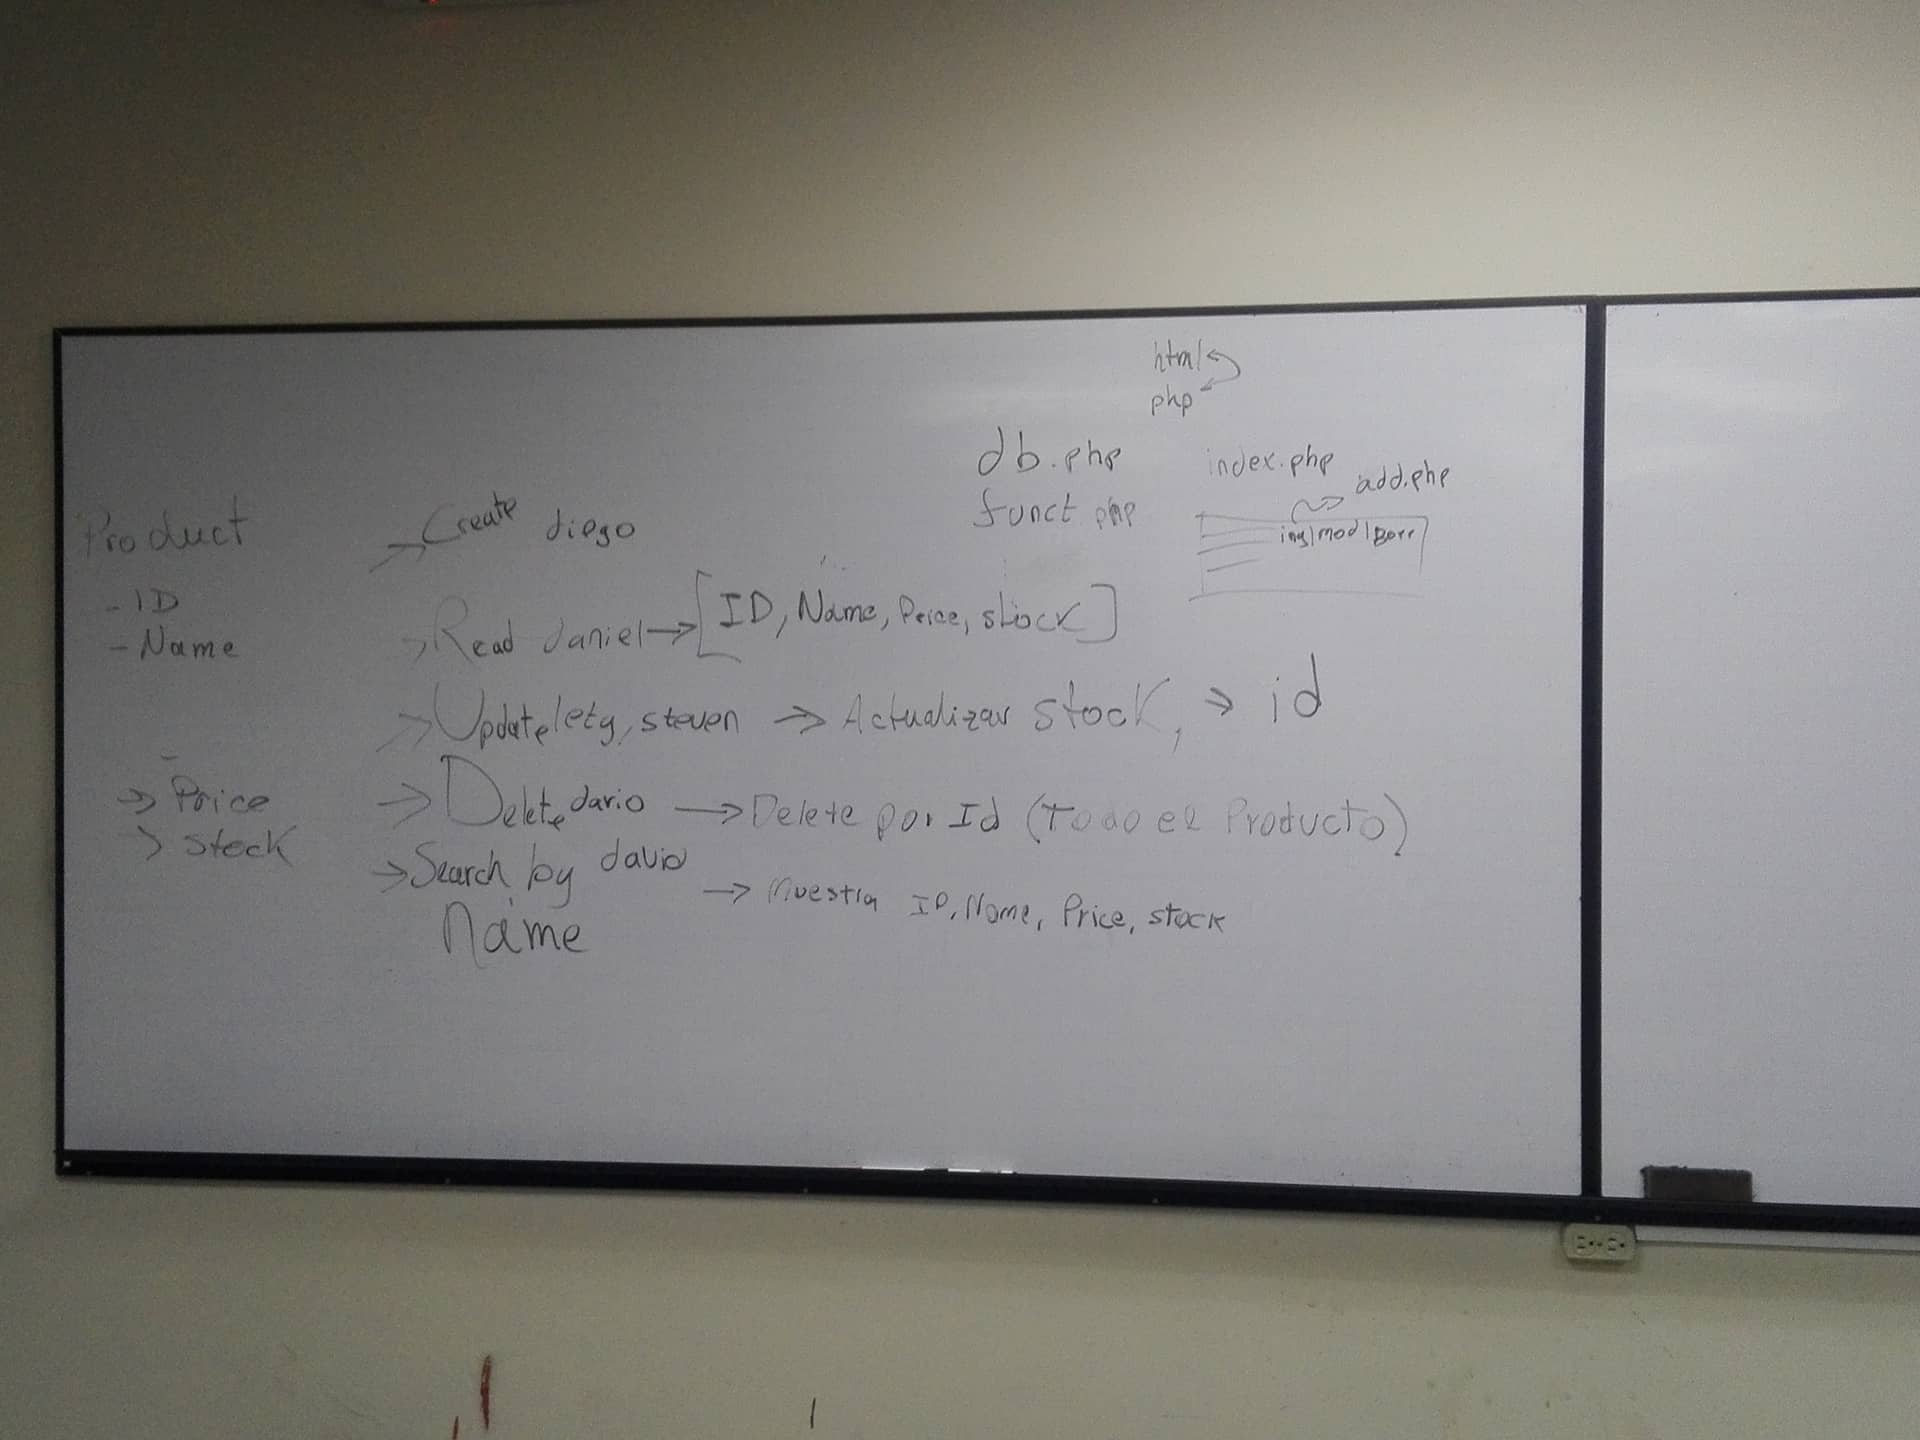 html
php
db.php
funct php
index.php
add.php
ing|mod|Borr
Product
- ID
- Name
-> Price
> Stock
-> Create diego
-> Read daniel -> [ID, Name, Price, stock]
-> Update lety, steven -> Actualizar stock, -> id
-> Delete dario -> Delete por Id (Todo el Producto)
-> Search by david
Name
-> Muestra ID, Name, Price, stock